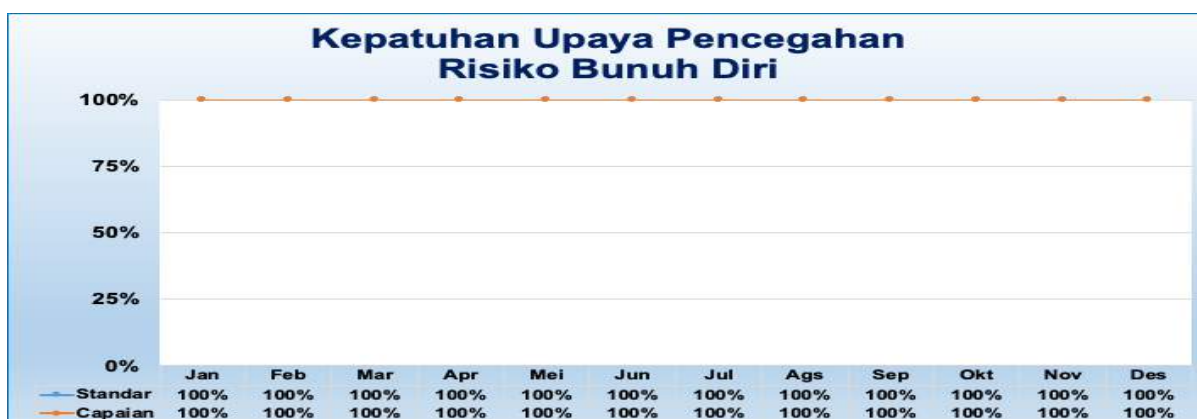 Kepatuhan Upaya Pencegahan
Risiko Bunuh Diri
100%
75%
50%
25%
0%
Jan Feb Mar Apr Mei Jun Jul Ags Sep Okt Nov Des
Standar 100% 100% 100% 100% 100% 100% 100% 100% 100% 100% 100% 100%
Capaian 100% 100% 100% 100% 100% 100% 100% 100% 100% 100% 100% 100%